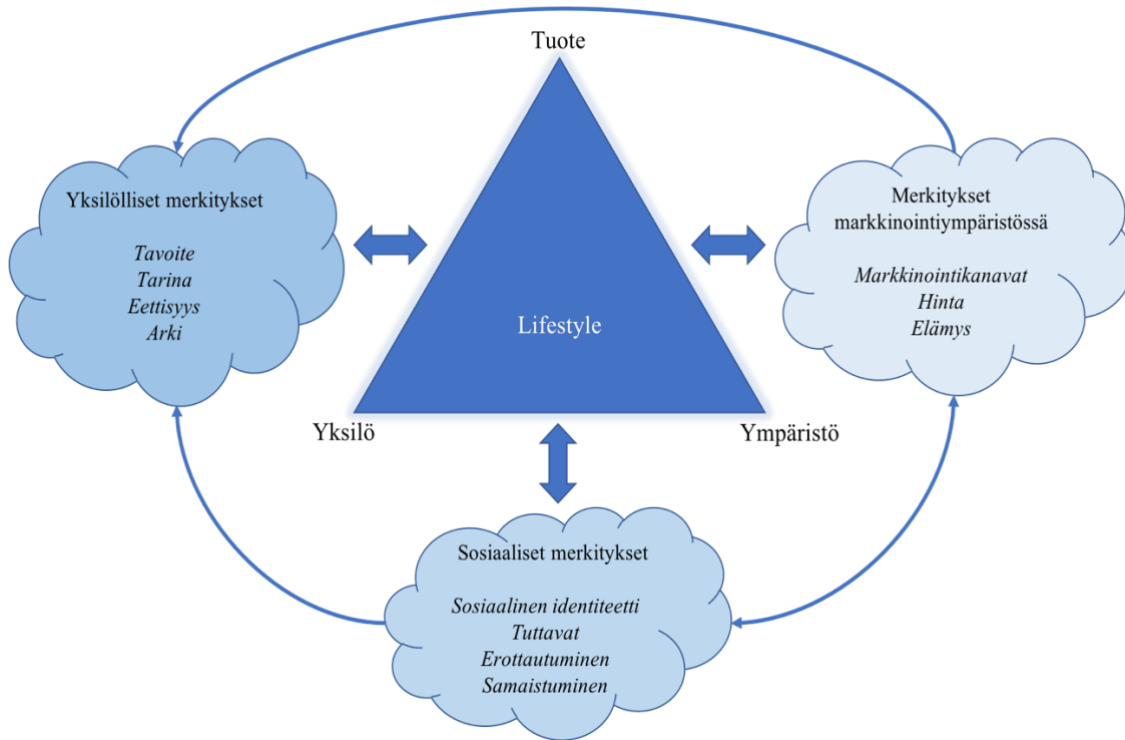 Tuote
Yksilölliset merkitykset
Tavoite
Tarina
Eettisyys
Arki
Merkitykset
markkinointiympäristössä
Markkinointikanavat
Hinta
Elämys
Lifestyle
Yksilö
Ympäristö
Sosiaaliset merkitykset
Sosiaalinen identiteetti
Tuttavat
Erottautuminen
Samaistuminen